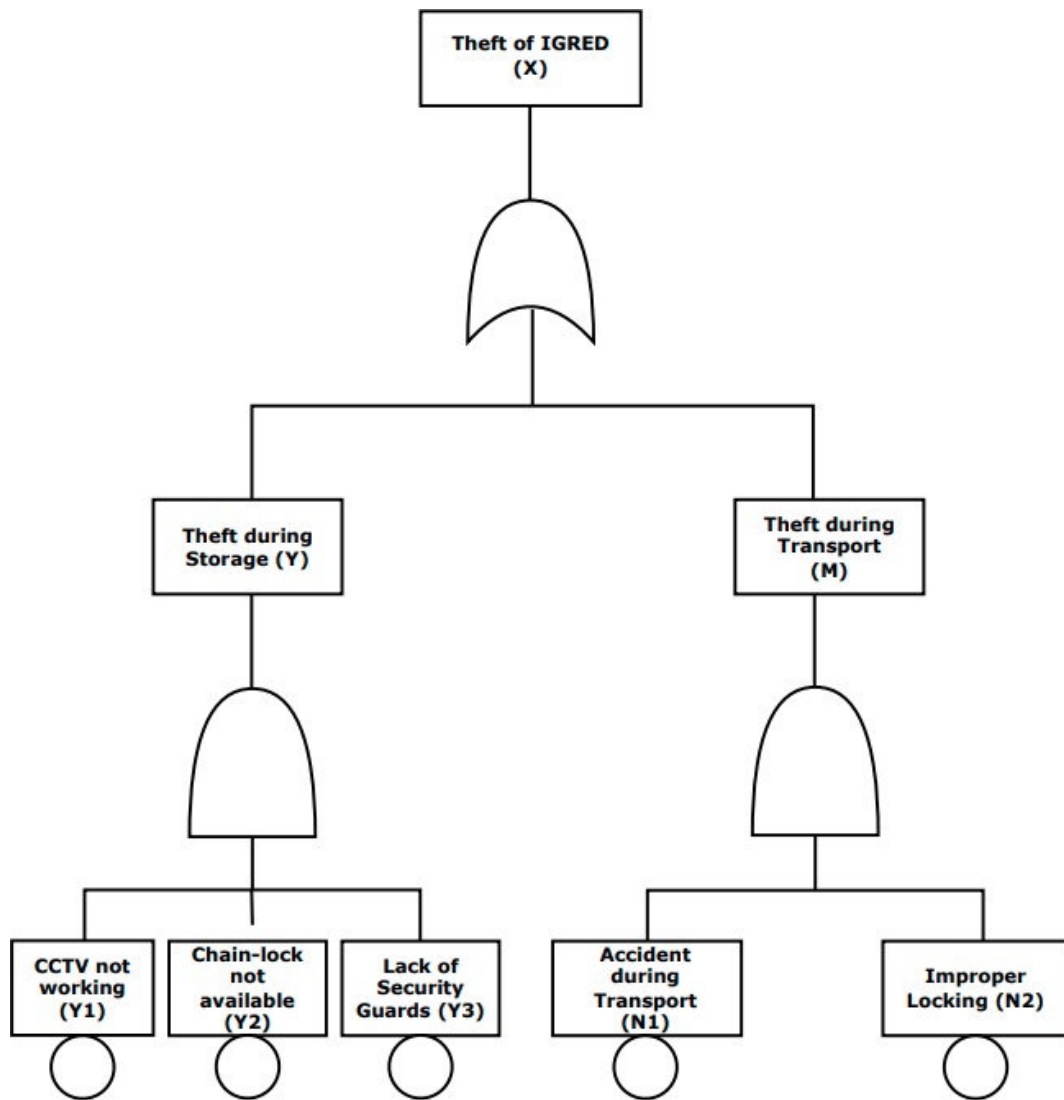 Theft of IGRED
(X)
Theft during
Storage (Y)
Theft during
Transport
(M)
CCTV not
working
(Y1)
Chain-lock
not
available
(Y2)
Lack of
Security
Guards (Y3)
Accident
during
Transport
(N1)
Improper
Locking (N2)